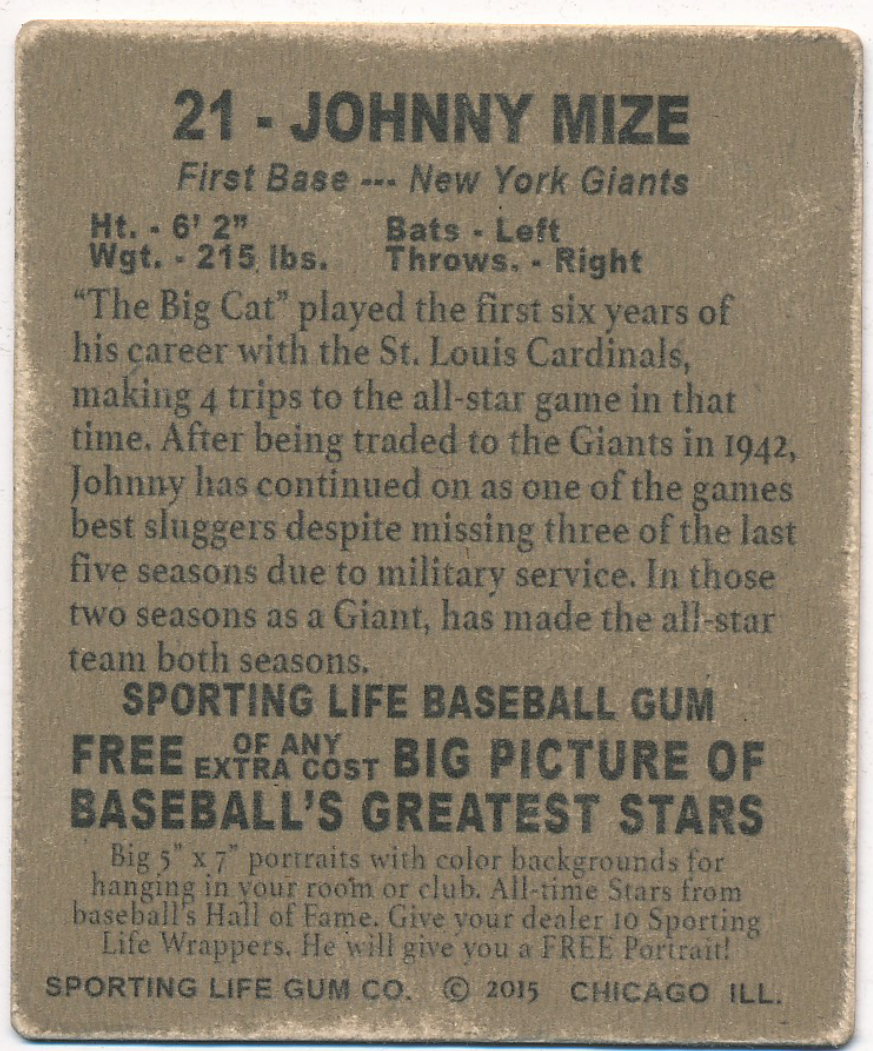 21 - JOHNNY MIZE
First Base --- New York Giants
Ht. - 6' 2" Bats - Left
Wgt. - 215 lbs. Throws. - Right
“The Big Cat” played the first six years of
his career with the St. Louis Cardinals,
making 4 trips to the all-star game in that
time. After being traded to the Giants in 1942,
Johnny has continued on as one of the games
best sluggers despite missing three of the last
five seasons due to military service. In those
two seasons as a Giant, has made the all-star
team both seasons.
SPORTING LIFE BASEBALL GUM
FREE OF ANY EXTRA COST BIG PICTURE OF
BASEBALL'S GREATEST STARS
Big 5" x 7" portraits with color backgrounds for
hanging in your room or club. All-time Stars from
baseball's Hall of Fame. Give your dealer 10 Sporting
Life Wrappers. He will give you a FREE Portrait!
SPORTING LIFE GUM CO. © 2015 CHICAGO ILL.